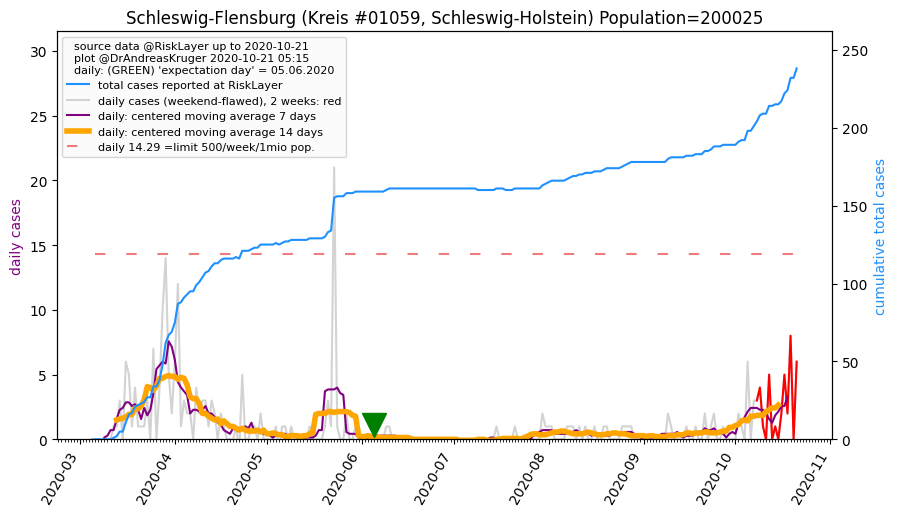 Schleswig-Flensburg (Kreis #01059, Schleswig-Holstein) Population=200025
source data @RiskLayer up to 2020-10-21
plot @DrAndreasKruger 2020-10-21 05:15
daily: (GREEN) 'expectation day' = 05.06.2020
total cases reported at RiskLayer
daily cases (weekend-flawed), 2 weeks: red
daily: centered moving average 7 days
daily: centered moving average 14 days
daily 14.29 =limit 500/week/1mio pop.
daily cases
30
25
20
15
10
5
0
cumulative total cases
250
200
150
100
50
0
2020-03
2020-04
2020-05
2020-06
2020-07
2020-08
2020-09
2020-10
2020-11